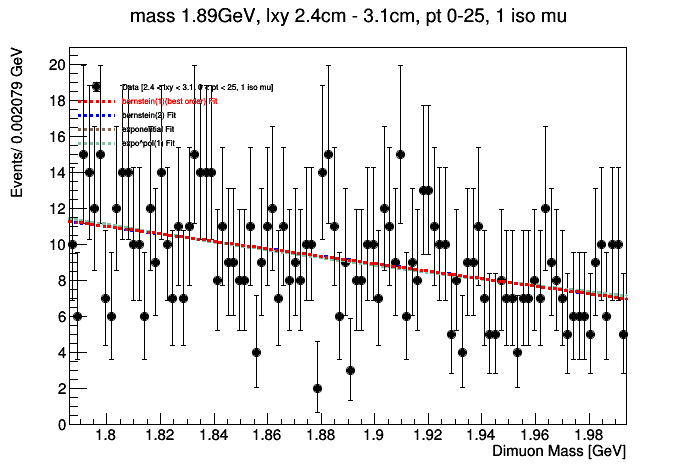 mass 1.89GeV, lxy 2.4cm - 3.1cm, pt 0-25, 1 iso mu
Events/ 0.002079 GeV
20
18
16
14
12
10
8
6
4
2
0
Data [2.4 < lxy < 3.1, 0 < pt < 25, 1 iso mu]
bernstein(1)(best order) Fit
bernstein(2) Fit
exponential Fit
expo*pol(1) Fit
1.8 1.82 1.84 1.86 1.88 1.9 1.92 1.94 1.96 1.98
Dimuon Mass [GeV]